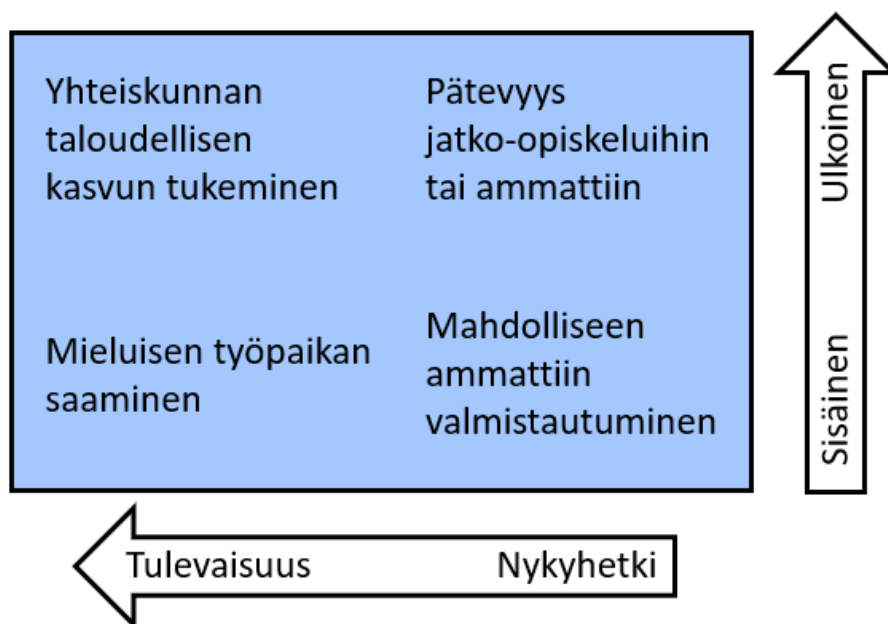 Yhteiskunnan
taloudellisen
kasvun tukeminen
Pätevyys
jatko-opiskeluihin
tai ammattiin
Mieluisen työpaikan
saaminen
Mahdolliseen
ammattiin
valmistautuminen
Ulkoinen
Sisäinen
Tulevaisuus
Nykyhetki